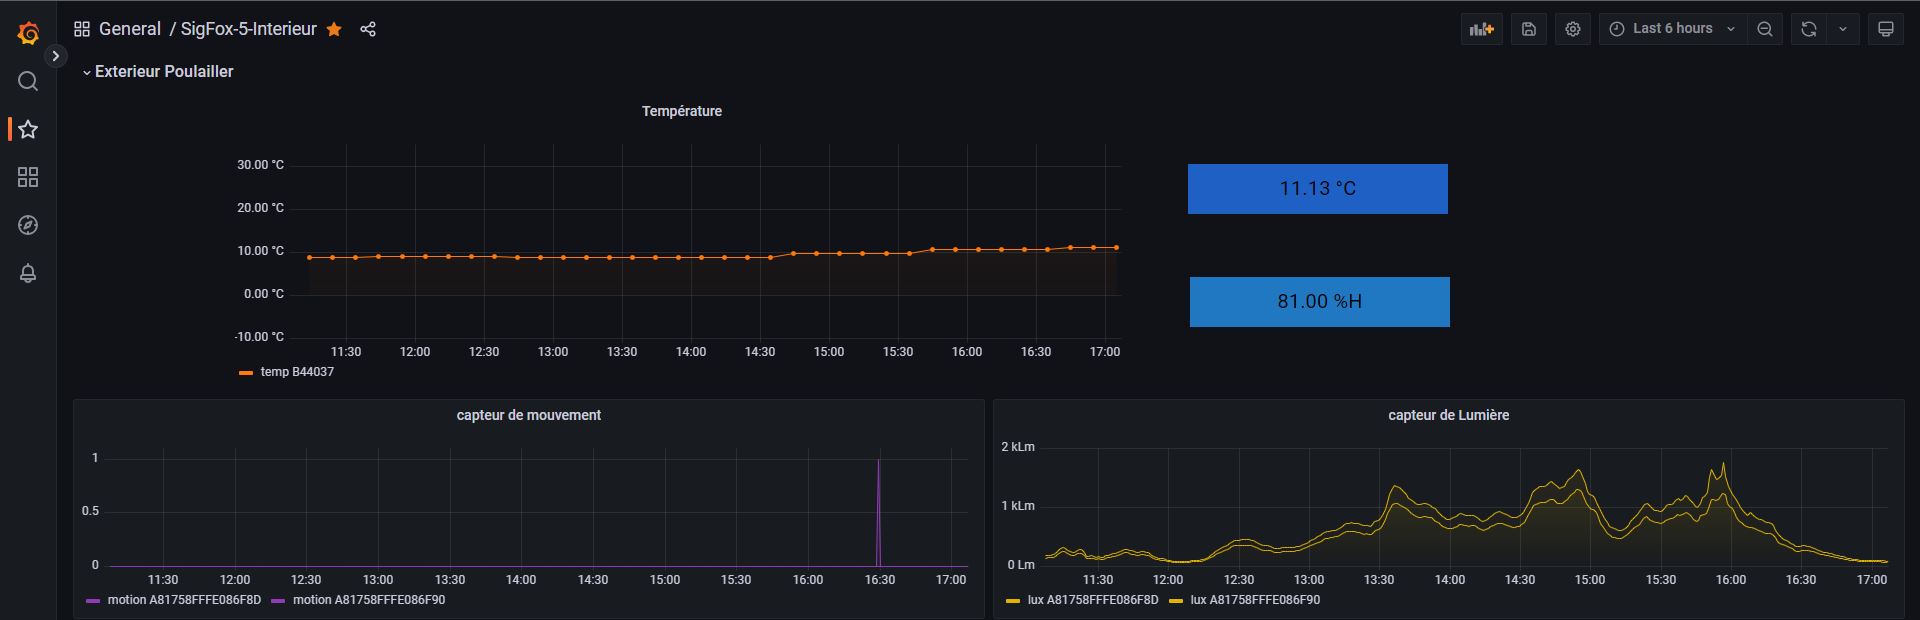 General / SigFox-5-Interieur
Last 6 hours
Exterieur Poulailler
Température
30.00 °C
20.00 °C
10.00 °C
0.00 °C
-10.00 °C
11:30 12:00 12:30 13:00 13:30 14:00 14:30 15:00 15:30 16:00 16:30 17:00
temp B44037
11.13 °C
81.00 %H
capteur de mouvement
1
0.5
0
11:30 12:00 12:30 13:00 13:30 14:00 14:30 15:00 15:30 16:00 16:30 17:00
motion A81758FFFE086F8D motion A81758FFFE086F90
capteur de Lumière
2 kLm
1 kLm
0 Lm
11:30 12:00 12:30 13:00 13:30 14:00 14:30 15:00 15:30 16:00 16:30 17:00
lux A81758FFFE086F8D lux A81758FFFE086F90